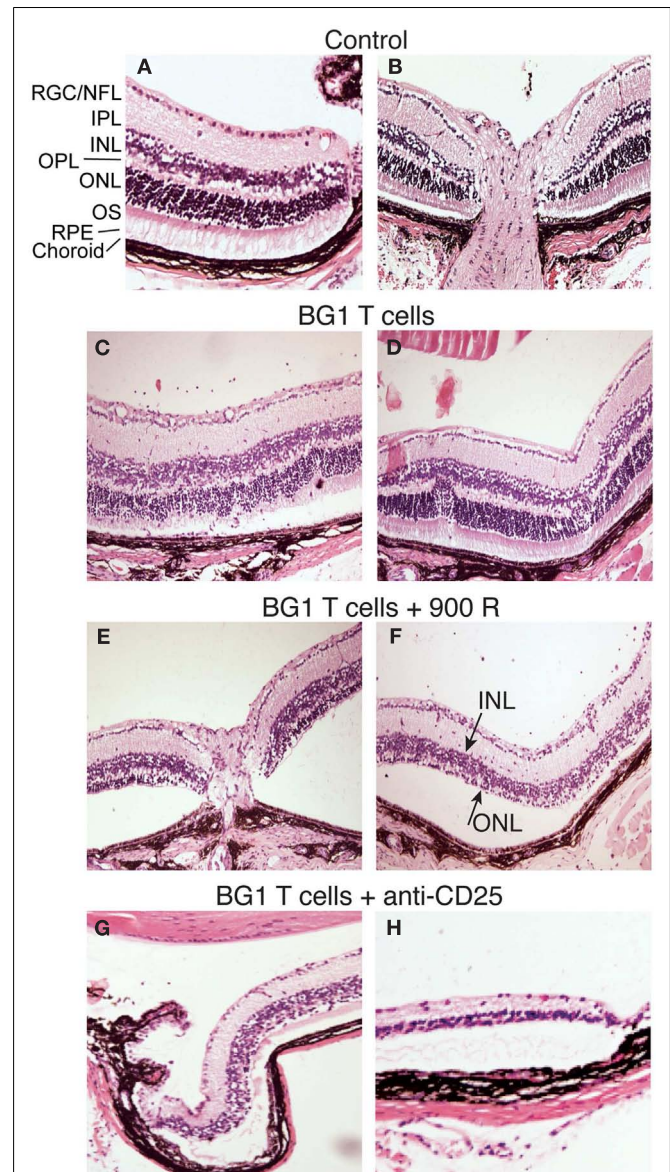 Control
A
B
RGC/NFL
IPL
INL
OPL
ONL
OS
RPE
Choroid
BG1 T cells
C
D
BG1 T cells + 900 R
E
F
INL
ONL
BG1 T cells + anti-CD25
G
H